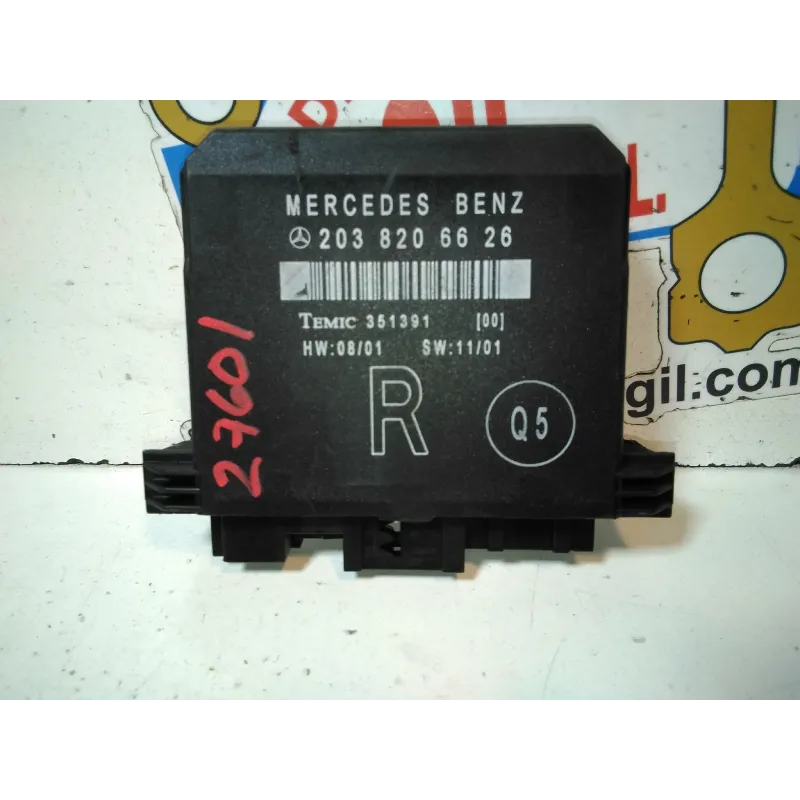 MERCEDES BENZ
203 820 66 26
TEMIC 351391 [00]
HW:08/01 SW:11/01
R
Q5
27601
gil.com